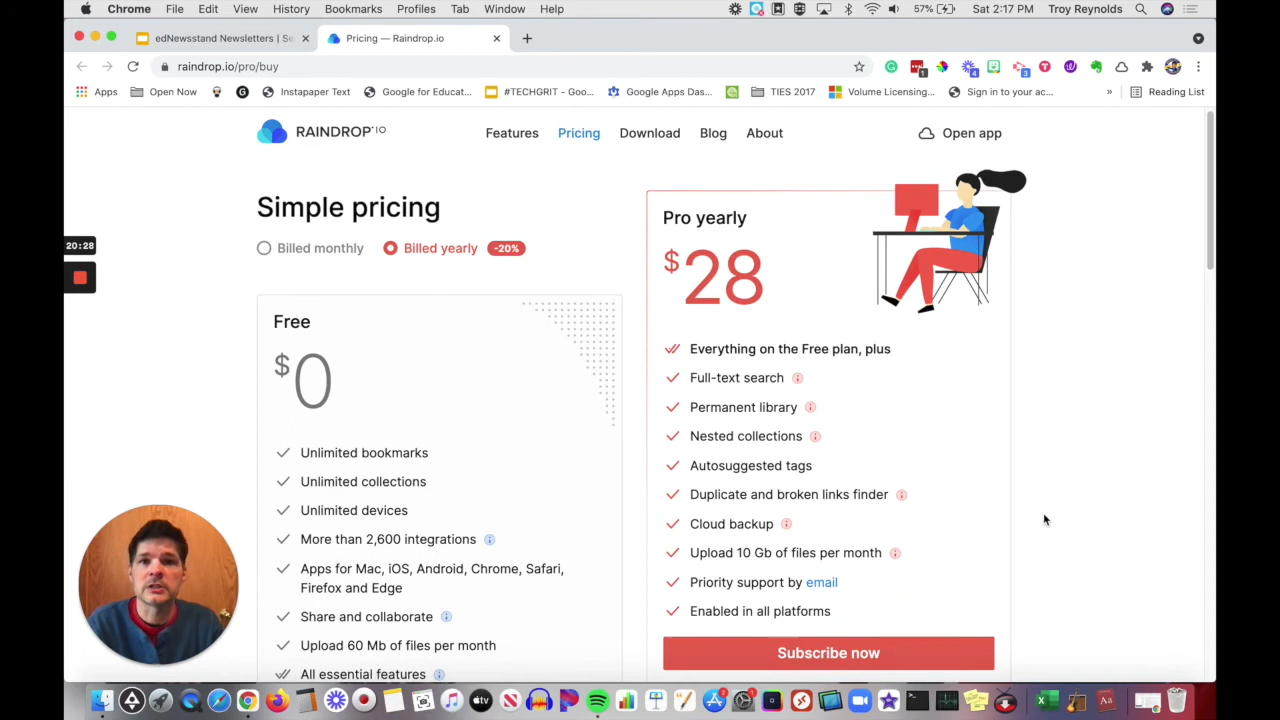 Chrome File Edit View History Bookmarks Profiles Tab Window Help 57% Sat 2:17 PM Troy Reynolds
edNewsstand Newsletters | Se
Pricing — Raindrop.io
raindrop.io/pro/buy
Apps Open Now G Instapaper Text Google for Educat... #TECHGRIT - Goo... Google Apps Das... TIES 2017 Volume Licensing... Sign in to your ac... » Reading List
RAINDROP.IO Features Pricing Download Blog About Open app
Simple pricing
Billed monthly Billed yearly -20%
20:28
Free
$0
Unlimited bookmarks
Unlimited collections
Unlimited devices
More than 2,600 integrations
Apps for Mac, iOS, Android, Chrome, Safari,
Firefox and Edge
Share and collaborate
Upload 60 Mb of files per month
All essential features
Pro yearly
$28
Everything on the Free plan, plus
Full-text search
Permanent library
Nested collections
Autosuggested tags
Duplicate and broken links finder
Cloud backup
Upload 10 Gb of files per month
Priority support by email
Enabled in all platforms
Subscribe now